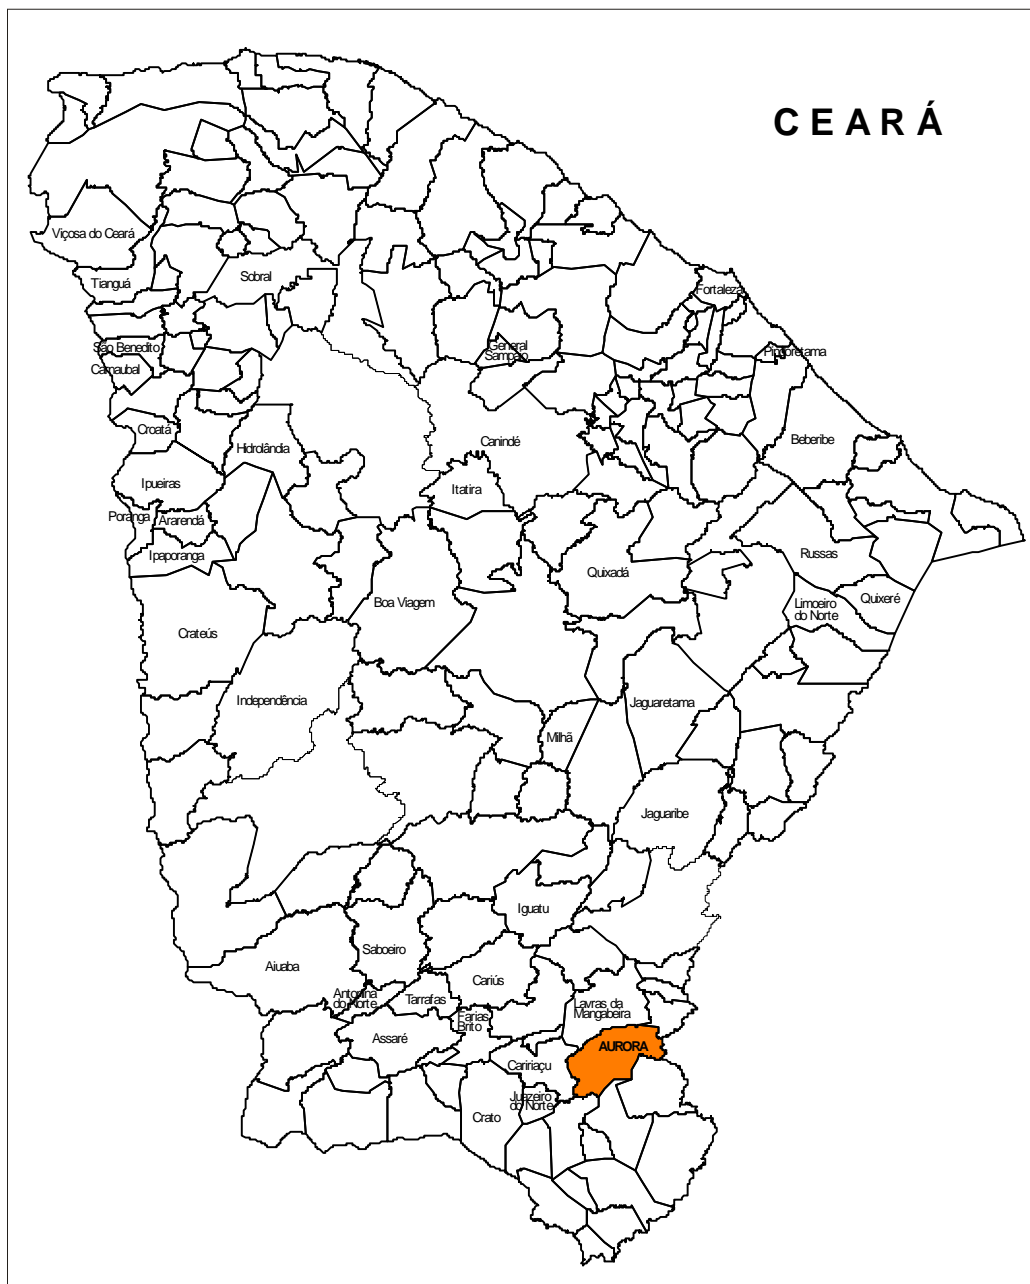 CEARÁ
Viçosa do Ceará
Tianguá
Sobral
Fortaleza
São Benedito
General
Sampaio
Pindoretama
Carnaubal
Croatá
Hidrolândia
Canindé
Beberibe
Ipueiras
Itatira
Poranga
Ararendá
Ipaporanga
Russas
Quixadá
Boa Viagem
Limoeiro
do Norte
Quixeré
Crateús
Independência
Jaguaretama
Milhã
Jaguaribe
Iguatu
Saboeiro
Aiuaba
Cariús
Antonina
do Norte
Tarrafas
Lavras da
Mangabeira
Farias
Brito
Assaré
AURORA
Caririaçu
Juazeiro
do Norte
Crato